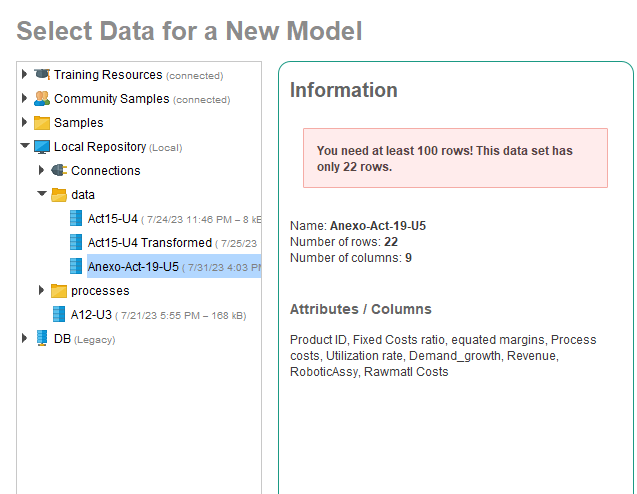 Select Data for a New Model
Training Resources (connected)
Community Samples (connected)
Samples
Local Repository (Local)
Connections
data
Act15-U4 ( 7/24/23 11:46 PM – 8 kB
Act15-U4 Transformed ( 7/25/23
Anexo-Act-19-U5 ( 7/31/23 4:03 PM
processes
A12-U3 ( 7/21/23 5:55 PM – 168 kB)
DB (Legacy)
Information
You need at least 100 rows! This data set has
only 22 rows.
Name: Anexo-Act-19-U5
Number of rows: 22
Number of columns: 9
Attributes / Columns
Product ID, Fixed Costs ratio, equated margins, Process
costs, Utilization rate, Demand_growth, Revenue,
RoboticAssy, Rawmatl Costs